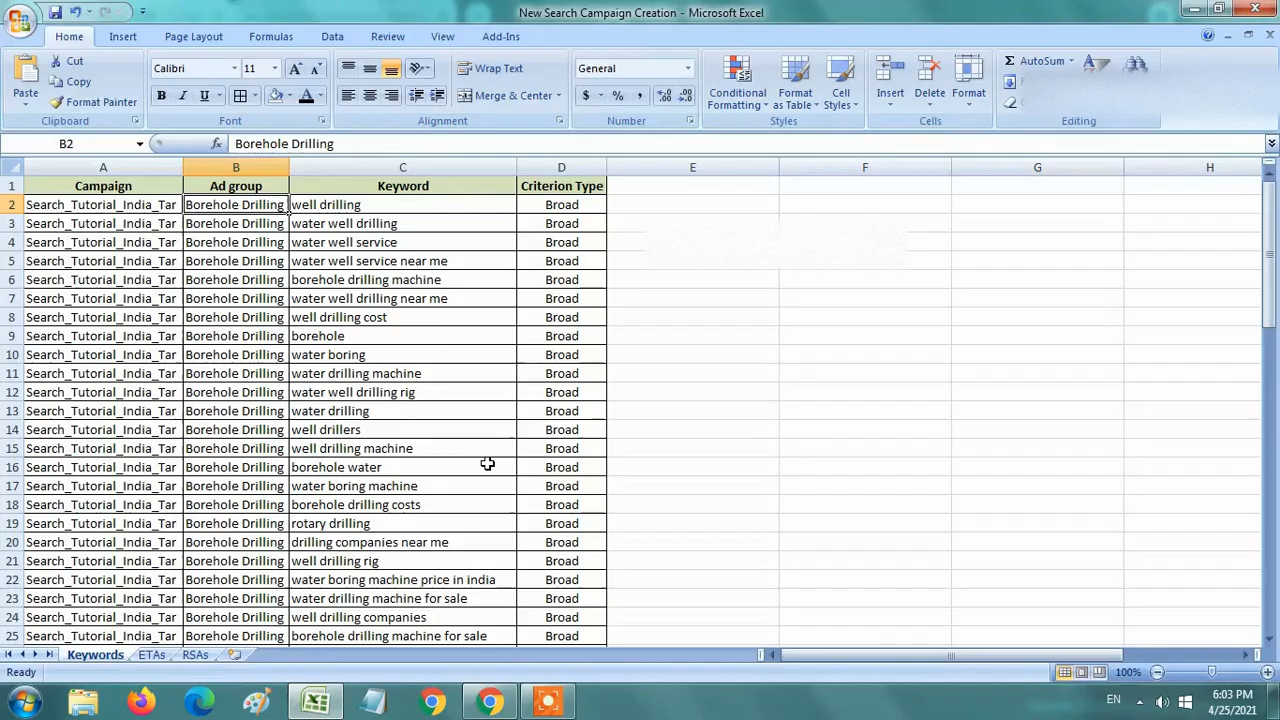 New Search Campaign Creation - Microsoft Excel
Home Insert Page Layout Formulas Data Review View Add-Ins
Paste Cut Copy Format Painter Clipboard
Calibri 11 B I U A Font
Wrap Text Merge & Center Alignment
General $ % , Number
Conditional Formatting Format as Table Cell Styles Styles
Insert Delete Format Cells
Σ AutoSum Editing
B2 fx Borehole Drilling
A B C D E F G H
1 Campaign Ad group Keyword Criterion Type
2 Search_Tutorial_India_Tar Borehole Drilling well drilling Broad
3 Search_Tutorial_India_Tar Borehole Drilling water well drilling Broad
4 Search_Tutorial_India_Tar Borehole Drilling water well service Broad
5 Search_Tutorial_India_Tar Borehole Drilling water well service near me Broad
6 Search_Tutorial_India_Tar Borehole Drilling borehole drilling machine Broad
7 Search_Tutorial_India_Tar Borehole Drilling water well drilling near me Broad
8 Search_Tutorial_India_Tar Borehole Drilling well drilling cost Broad
9 Search_Tutorial_India_Tar Borehole Drilling borehole Broad
10 Search_Tutorial_India_Tar Borehole Drilling water boring Broad
11 Search_Tutorial_India_Tar Borehole Drilling water drilling machine Broad
12 Search_Tutorial_India_Tar Borehole Drilling water well drilling rig Broad
13 Search_Tutorial_India_Tar Borehole Drilling water drilling Broad
14 Search_Tutorial_India_Tar Borehole Drilling well drillers Broad
15 Search_Tutorial_India_Tar Borehole Drilling well drilling machine Broad
16 Search_Tutorial_India_Tar Borehole Drilling borehole water Broad
17 Search_Tutorial_India_Tar Borehole Drilling water boring machine Broad
18 Search_Tutorial_India_Tar Borehole Drilling borehole drilling costs Broad
19 Search_Tutorial_India_Tar Borehole Drilling rotary drilling Broad
20 Search_Tutorial_India_Tar Borehole Drilling drilling companies near me Broad
21 Search_Tutorial_India_Tar Borehole Drilling well drilling rig Broad
22 Search_Tutorial_India_Tar Borehole Drilling water boring machine price in india Broad
23 Search_Tutorial_India_Tar Borehole Drilling water drilling machine for sale Broad
24 Search_Tutorial_India_Tar Borehole Drilling well drilling companies Broad
25 Search_Tutorial_India_Tar Borehole Drilling borehole drilling machine for sale Broad
Keywords ETAs RSAs
Ready 100%
EN 6:03 PM
4/25/2021